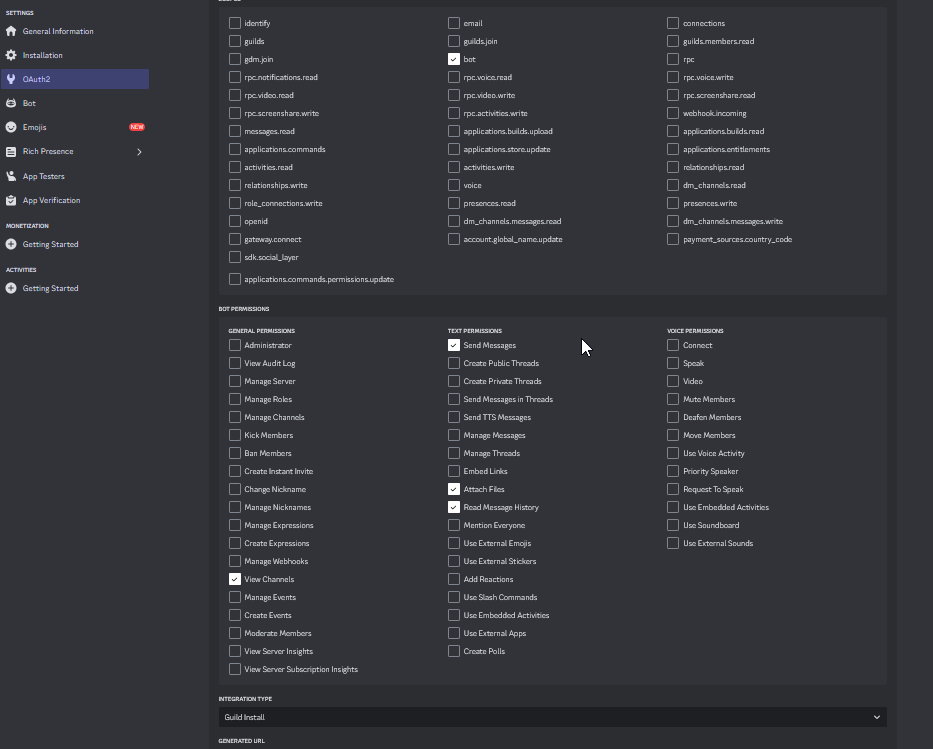 SETTINGS
General Information
Installation
OAuth2
Bot
Emojis NEW
Rich Presence
App Testers
App Verification
MONETIZATION
Getting Started
ACTIVITIES
Getting Started
identify email connections
guilds guilds.join guilds.members.read
gdm.join bot rpc
rpc.notifications.read rpc.voice.read rpc.voice.write
rpc.video.read rpc.video.write rpc.screenshare.read
rpc.screenshare.write rpc.activities.write webhook.incoming
messages.read applications.builds.upload applications.builds.read
applications.commands applications.store.update applications.entitlements
activities.read activities.write relationships.read
relationships.write voice dm_channels.read
role_connections.write presences.read presences.write
openid dm_channels.messages.read dm_channels.messages.write
gateway.connect account.global_name.update payment_sources.country_code
sdk.social_layer
applications.commands.permissions.update
BOT PERMISSIONS
GENERAL PERMISSIONS
Administrator
View Audit Log
Manage Server
Manage Roles
Manage Channels
Kick Members
Ban Members
Create Instant Invite
Change Nickname
Manage Nicknames
Manage Expressions
Create Expressions
Manage Webhooks
View Channels
Manage Events
Create Events
Moderate Members
View Server Insights
View Server Subscription Insights
TEXT PERMISSIONS
Send Messages
Create Public Threads
Create Private Threads
Send Messages in Threads
Send TTS Messages
Manage Messages
Manage Threads
Embed Links
Attach Files
Read Message History
Mention Everyone
Use External Emojis
Use External Stickers
Add Reactions
Use Slash Commands
Use Embedded Activities
Use External Apps
Create Polls
VOICE PERMISSIONS
Connect
Speak
Video
Mute Members
Deafen Members
Move Members
Use Voice Activity
Priority Speaker
Request To Speak
Use Embedded Activities
Use Soundboard
Use External Sounds
INTEGRATION TYPE
Guild Install
GENERATED URL